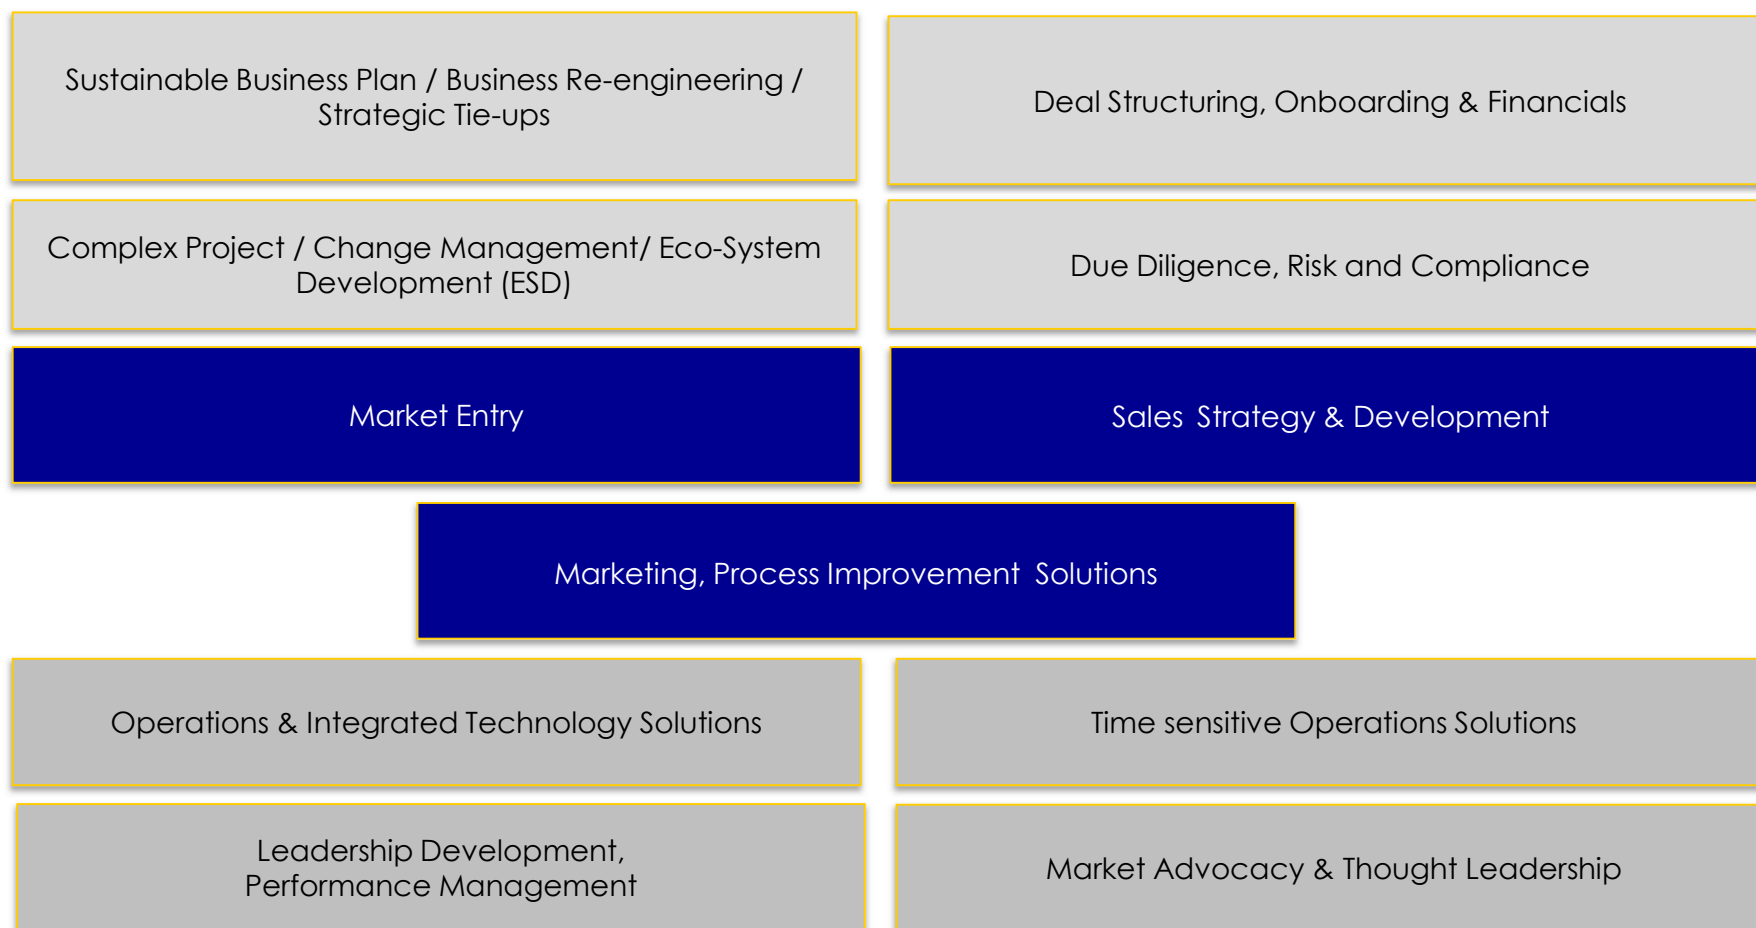 Sustainable Business Plan / Business Re-engineering /
Strategic Tie-ups
Deal Structuring, Onboarding & Financials
Complex Project / Change Management/ Eco-System
Development (ESD)
Due Diligence, Risk and Compliance
Market Entry
Sales  Strategy & Development
Marketing, Process Improvement  Solutions
Operations & Integrated Technology Solutions
Time sensitive Operations Solutions
Leadership Development,
Performance Management
Market Advocacy & Thought Leadership